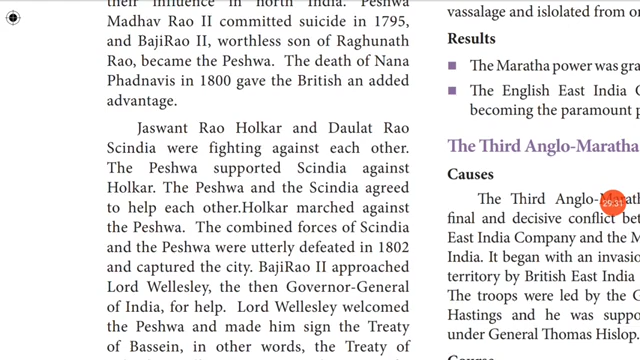 their influence in north India. Peshwa
Madhav Rao II committed suicide in 1795,
and BajiRao II, worthless son of Raghunath
Rao, became the Peshwa. The death of Nana
Phadnavis in 1800 gave the British an added
advantage.
Jaswant Rao Holkar and Daulat Rao
Scindia were fighting against each other.
The Peshwa supported Scindia against
Holkar. The Peshwa and the Scindia agreed
to help each other.Holkar marched against
the Peshwa. The combined forces of Scindia
and the Peshwa were utterly defeated in 1802
and captured the city. BajiRao II approached
Lord Wellesley, the then Governor-General
of India, for help. Lord Wellesley welcomed
the Peshwa and made him sign the Treaty
of Bassein, in other words, the Treaty of
vassalage and islolated from
Results
The Maratha power was
The English East India
becoming the paramount
The Third Anglo-Maratha
Causes
The Third
29:31
final and decisive conflict
East India Company and the
India. It began with an
territory by British East India
The troops were led by the
Hastings and he was
under General Thomas Hislop.